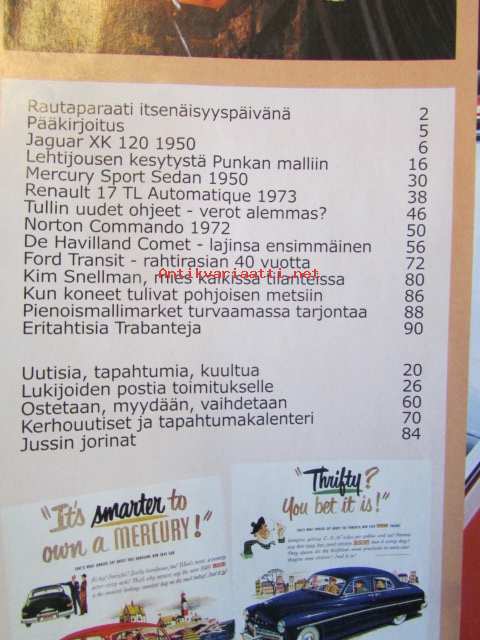 Rautaparaati itsenäisyyspäivänä 2
Pääkirjoitus 5
Jaguar XK 120 1950 6
Lehtijousen kesytystä Punkan malliin 16
Mercury Sport Sedan 1950 30
Renault 17 TL Automatique 1973 38
Tullin uudet ohjeet - verot alemmas? 46
Norton Commando 1972 50
De Havilland Comet - lajinsa ensimmäinen 56
Ford Transit - rahtirasian 40 vuotta 72
Antikvariaatti.net
Kim Snellman, mies kaikissa tilanteissa 80
Kun koneet tulivat pohjoisen metsiin 86
Pienoismallimarket turvaamassa tarjontaa 88
Eritahtisia Trabanteja 90
Uutisia, tapahtumia, kuultua 20
Lukijoiden postia toimitukselle 26
Ostetaan, myydään, vaihdetaan 60
Kerhouutiset ja tapahtumakalenteri 70
Jussin jorinat 84
"It's smarter to
own a MERCURY!"
"Thrifty?
You bet it is!"